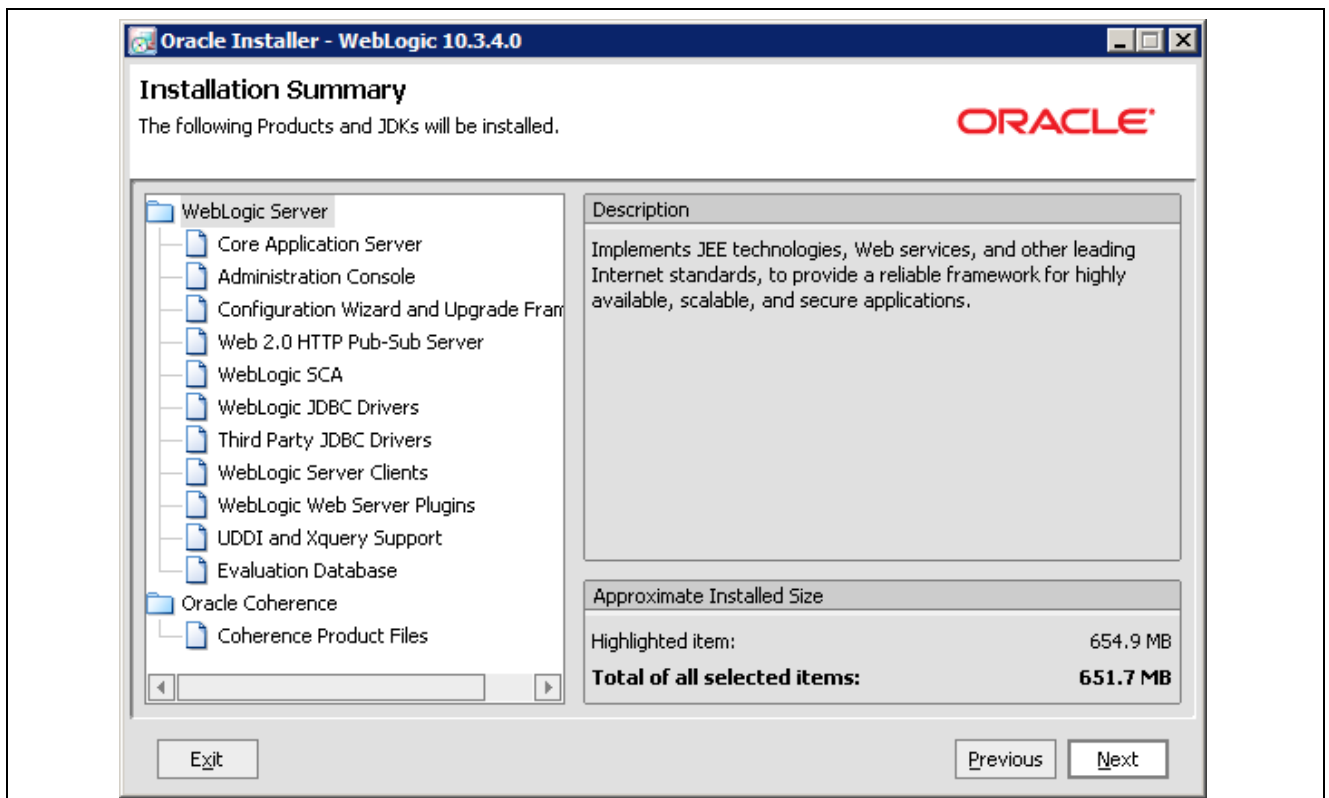 Oracle Installer - WebLogic 10.3.4.0
Installation Summary
The following Products and JDKs will be installed.
ORACLE
WebLogic Server
Core Application Server
Administration Console
Configuration Wizard and Upgrade Fram
Web 2.0 HTTP Pub-Sub Server
WebLogic SCA
WebLogic JDBC Drivers
Third Party JDBC Drivers
WebLogic Server Clients
WebLogic Web Server Plugins
UDDI and Xquery Support
Evaluation Database
Oracle Coherence
Coherence Product Files
Description
Implements JEE technologies, Web services, and other leading
Internet standards, to provide a reliable framework for highly
available, scalable, and secure applications.
Approximate Installed Size
Highlighted item: 654.9 MB
Total of all selected items: 651.7 MB
Exit
Previous
Next